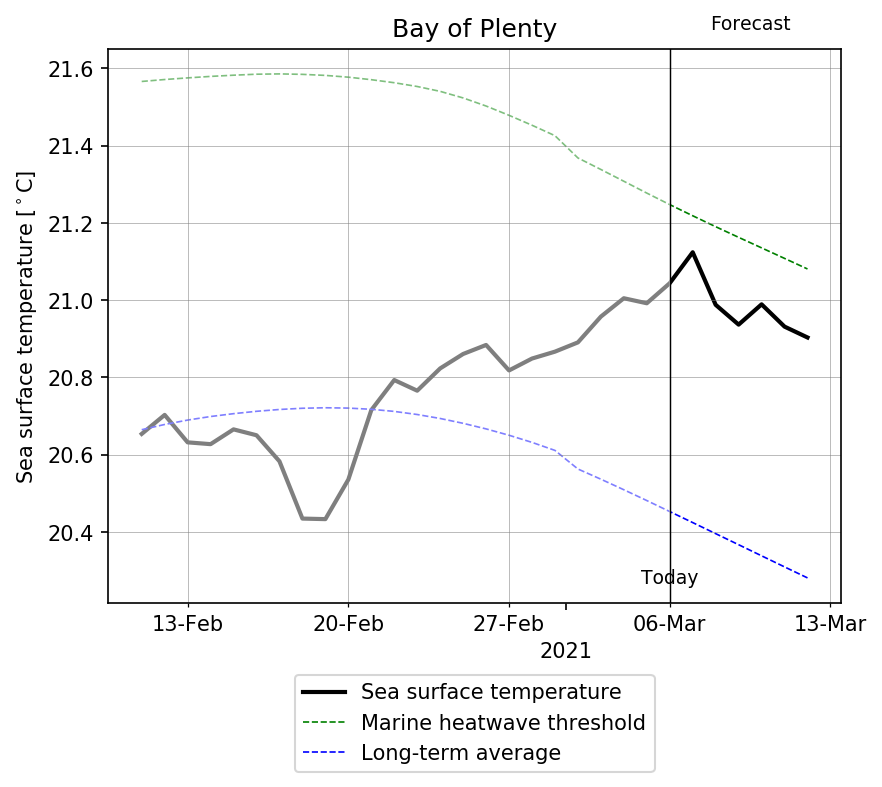 Forecast
Bay of Plenty
Sea surface temperature [°C]
21.6
21.4
21.2
21.0
20.8
20.6
20.4
Today
13-Feb 20-Feb 27-Feb 06-Mar 13-Mar
2021
Sea surface temperature
Marine heatwave threshold
Long-term average